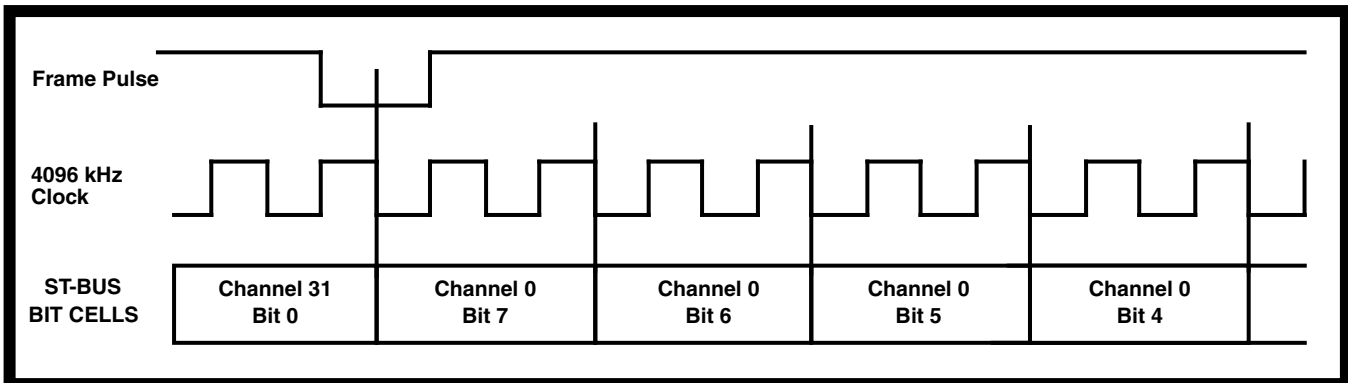 Frame Pulse
4096 kHz
Clock
ST-BUS
BIT CELLS
Channel 31
Bit 0
Channel 0
Bit 7
Channel 0
Bit 6
Channel 0
Bit 5
Channel 0
Bit 4